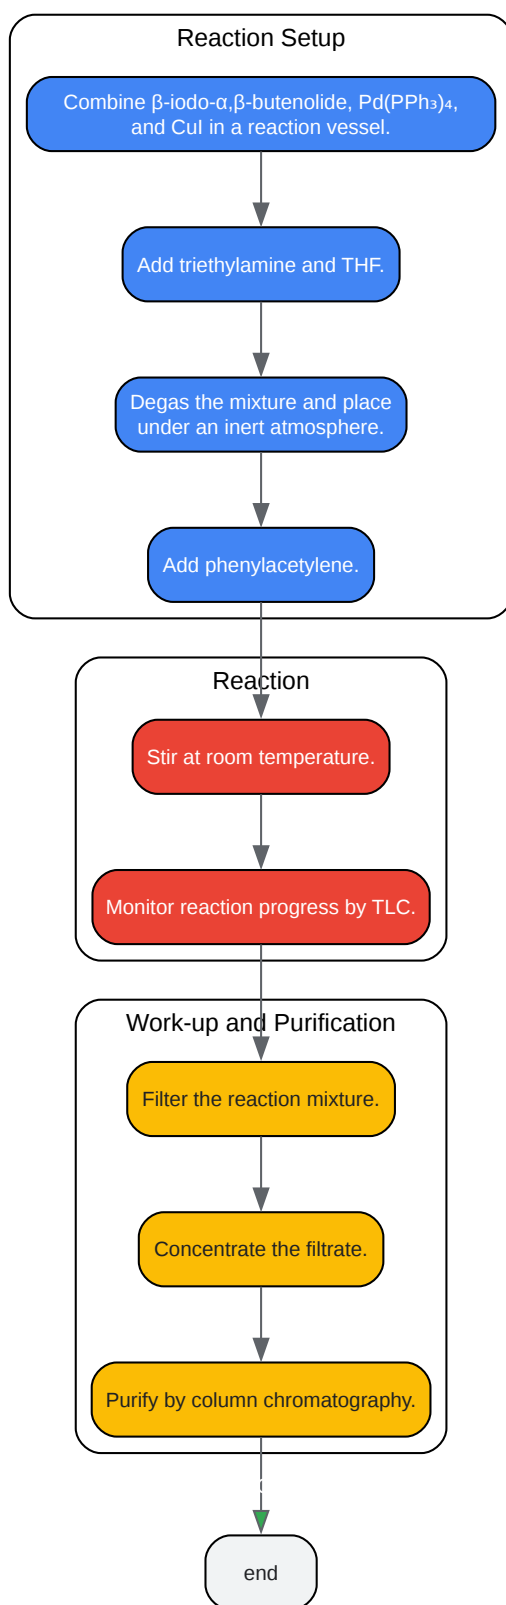 Reaction Setup
Combine β-iodo-α,β-butenolide, Pd(PPh₃)₄,
and CuI in a reaction vessel.
Add triethylamine and THF.
Degas the mixture and place
under an inert atmosphere.
Add phenylacetylene.
Reaction
Stir at room temperature.
Monitor reaction progress by TLC.
Work-up and Purification
Filter the reaction mixture.
Concentrate the filtrate.
Purify by column chromatography.
end